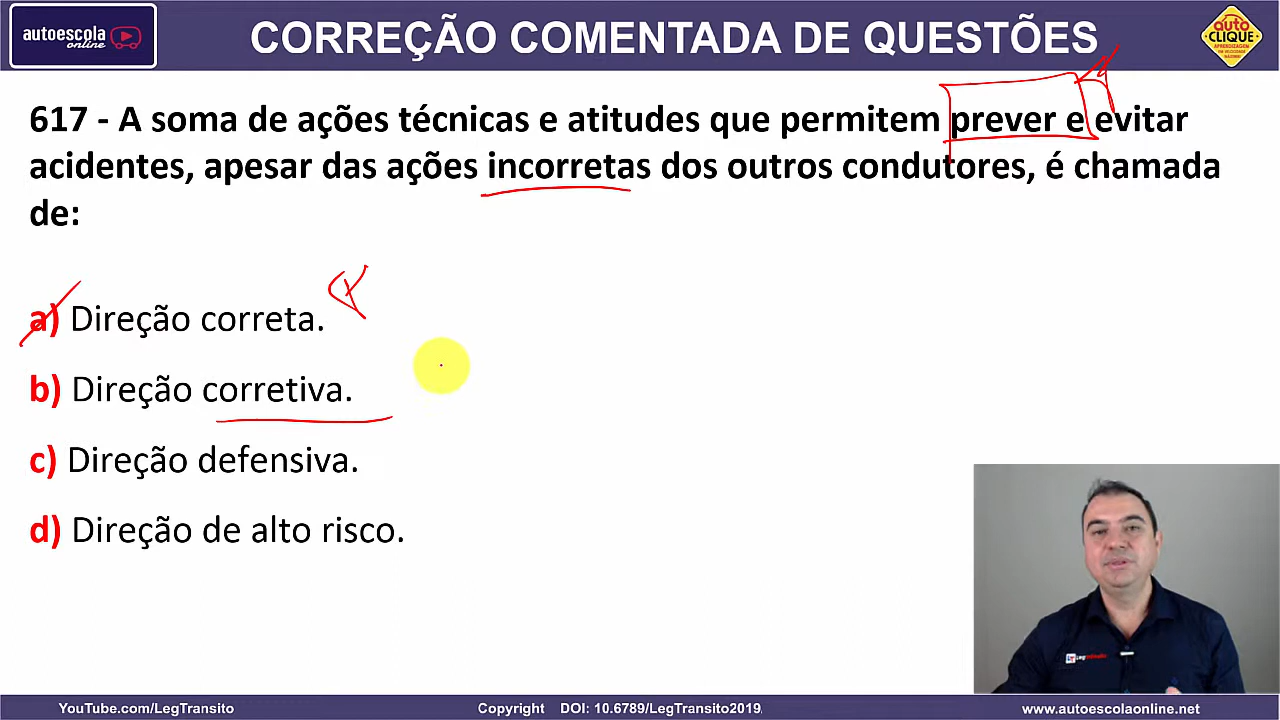 autoescola
online
CORREÇÃO COMENTADA DE QUESTÕES
auto
CLIQUE
617 - A soma de ações técnicas e atitudes que permitem prever e evitar
acidentes, apesar das ações incorretas dos outros condutores, é chamada
de:
a) Direção correta.
b) Direção corretiva.
c) Direção defensiva.
d) Direção de alto risco.
YouTube.com/LegTransito
Copyright DOI: 10.6789/LegTransito2019.
www.autoescolaonline.net